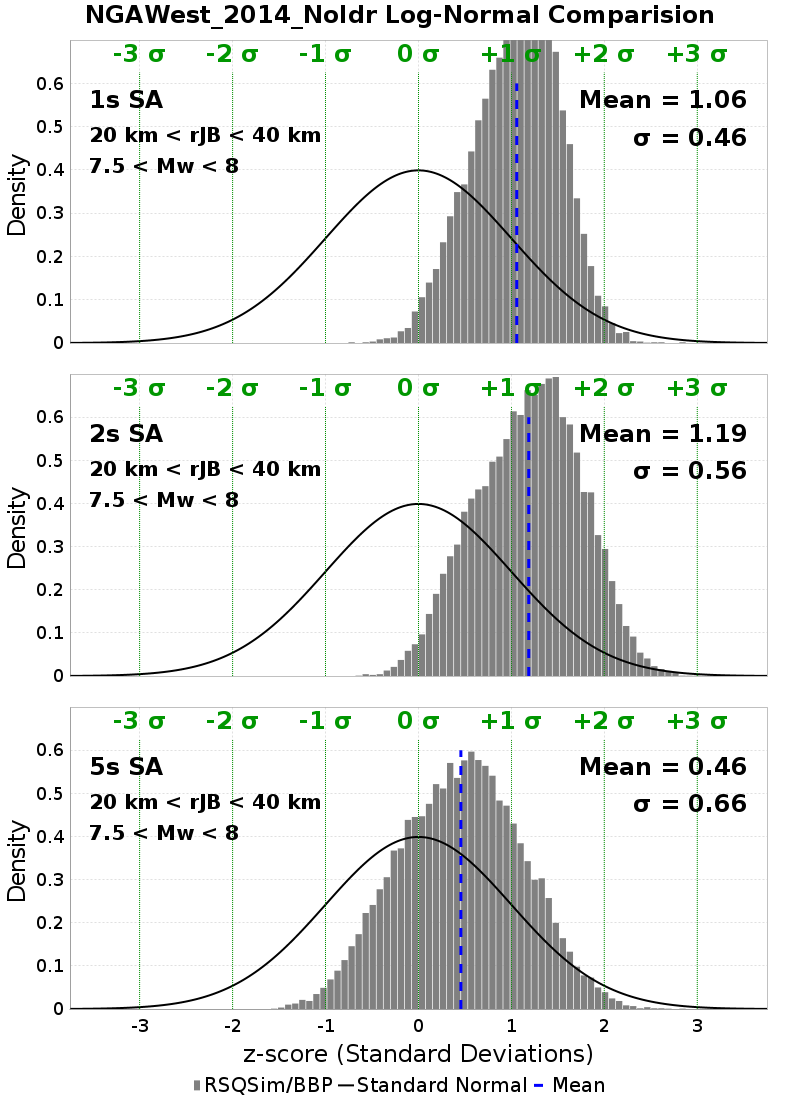 NGAWest_2014_NoIdr Log-Normal Comparision
-3 σ -2 σ -1 σ 0 σ +1 σ +2 σ +3 σ
0.6
0.5
0.4
0.3
0.2
0.1
0
Density
1s SA
20 km < rJB < 40 km
7.5 < Mw < 8
Mean = 1.06
σ = 0.46
-3 σ -2 σ -1 σ 0 σ +1 σ +2 σ +3 σ
0.6
0.5
0.4
0.3
0.2
0.1
0
Density
2s SA
20 km < rJB < 40 km
7.5 < Mw < 8
Mean = 1.19
σ = 0.56
-3 σ -2 σ -1 σ 0 σ +1 σ +2 σ +3 σ
0.6
0.5
0.4
0.3
0.2
0.1
0
Density
5s SA
20 km < rJB < 40 km
7.5 < Mw < 8
Mean = 0.46
σ = 0.66
-3 -2 -1 0 1 2 3
z-score (Standard Deviations)
RSQSim/BBP Standard Normal Mean